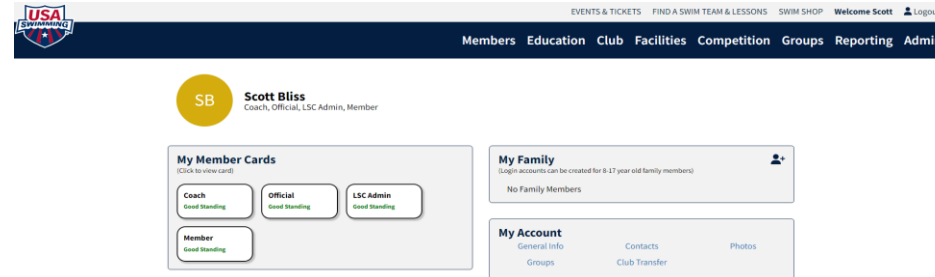 USA
SWIMMING
EVENTS & TICKETS FIND A SWIM TEAM & LESSONS SWIM SHOP Welcome Scott Logou
Members Education Club Facilities Competition Groups Reporting Admi
SB
Scott Bliss
Coach, Official, LSC Admin, Member
My Member Cards
(Click to view card)
Coach
Good Standing
Official
Good Standing
LSC Admin
Good Standing
Member
Good Standing
My Family
(Login accounts can be created for 8-17 year old family members)
No Family Members
My Account
General Info Contacts Photos
Groups Club Transfer